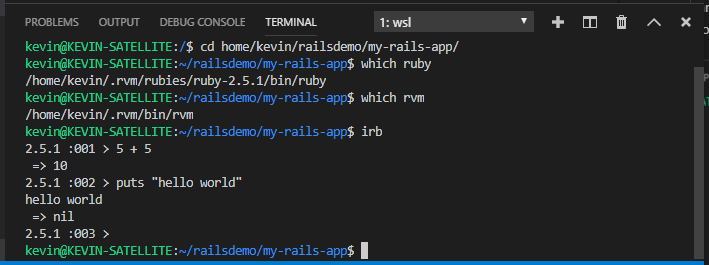 PROBLEMS OUTPUT DEBUG CONSOLE TERMINAL 1: wsl
kevin@KEVIN-SATELLITE:/$ cd home/kevin/railsdemo/my-rails-app/
kevin@KEVIN-SATELLITE:~/railsdemo/my-rails-app$ which ruby
/home/kevin/.rvm/rubies/ruby-2.5.1/bin/ruby
kevin@KEVIN-SATELLITE:~/railsdemo/my-rails-app$ which rvm
/home/kevin/.rvm/bin/rvm
kevin@KEVIN-SATELLITE:~/railsdemo/my-rails-app$ irb
2.5.1 :001 > 5 + 5
 => 10
2.5.1 :002 > puts "hello world"
hello world
 => nil
2.5.1 :003 >
kevin@KEVIN-SATELLITE:~/railsdemo/my-rails-app$